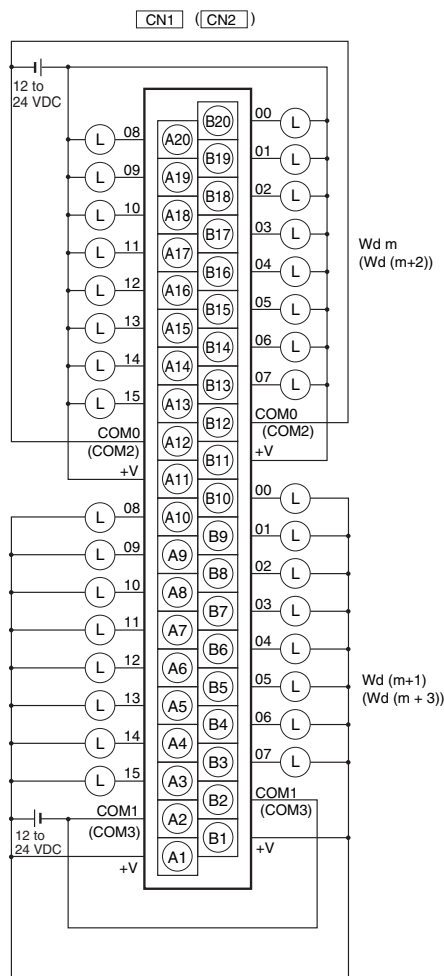 CN1 (CN2)
12 to
24 VDC
08 A20 B20 00
L L
09 A19 B19 01
L L
10 A18 B18 02
L L
11 A17 B17 03
L L
Wd m
(Wd (m+2))
12 A16 B16 04
L L
13 A15 B15 05
L L
14 A14 B14 06
L L
15 A13 B13 07
L L
COM0 A12 B12 COM0
(COM2) (COM2)
+V A11 B11 +V
08 A10 B10 00
L L
09 A9 B9 01
L L
10 A8 B8 02
L L
11 A7 B7 03
L L
12 A6 B6 04
L L
Wd (m+1)
(Wd (m + 3))
13 A5 B5 05
L L
14 A4 B4 06
L L
15 A3 B3 07
L L
COM1 A2 B2 COM1
(COM3) (COM3)
12 to
24 VDC
+V A1 B1 +V